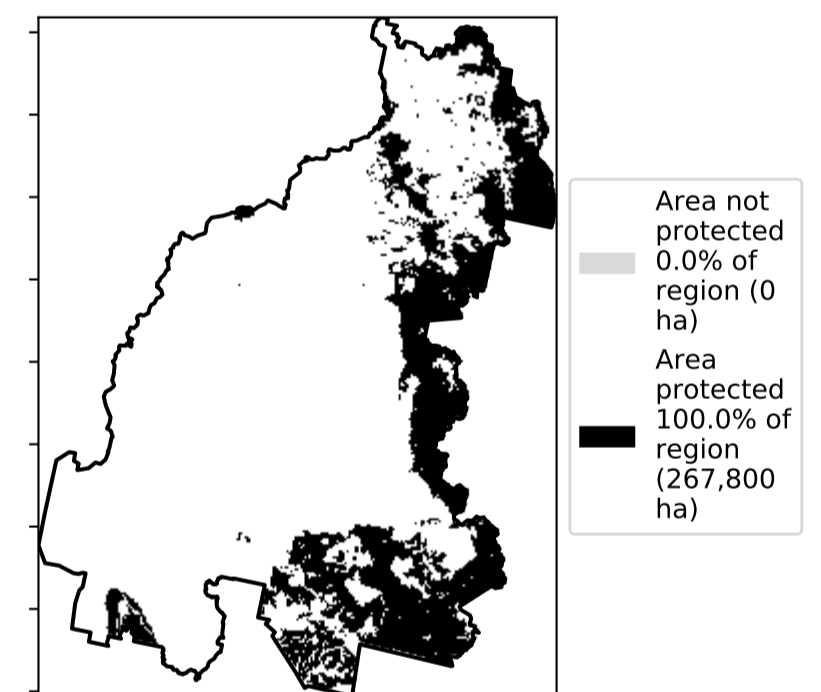 Area not
protected
0.0% of
region (0
ha)
Area
protected
100.0% of
region
(267,800
ha)